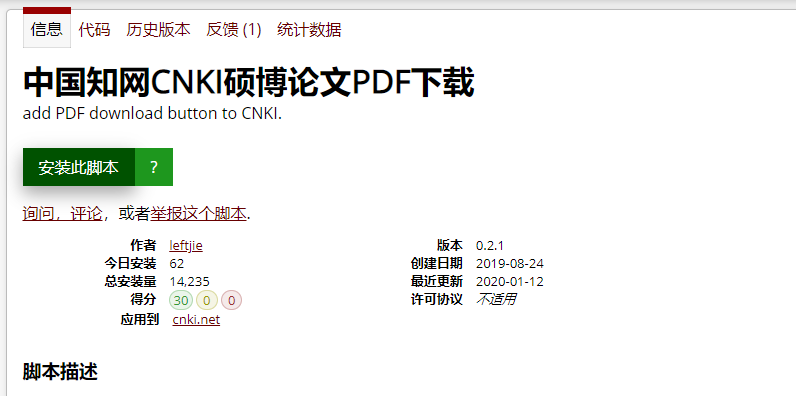 信息 代码 历史版本 反馈 (1) 统计数据
中国知网CNKI硕博论文PDF下载
add PDF download button to CNKI.
安装此脚本 ?
询问，评论，或者举报这个脚本.
作者 leftjie 版本 0.2.1
今日安装 62 创建日期 2019-08-24
总安装量 14,235 最近更新 2020-01-12
得分 30 0 0 许可协议 不适用
应用到 cnki.net
脚本描述